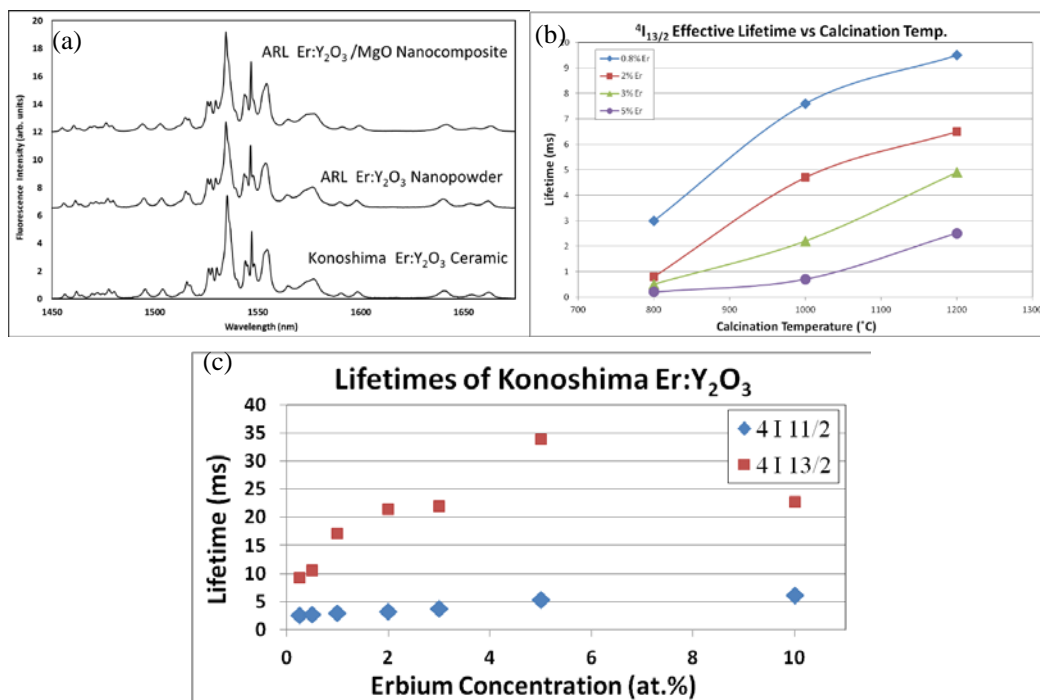 (a)
ARL Er:Y₂O₃ /MgO Nanocomposite
ARL Er:Y₂O₃ Nanopowder
Konoshima Er:Y₂O₃ Ceramic
Fluorescence Intensity (arb. units)
20
18
16
14
12
10
8
6
4
2
0
1450
1500
1550
1600
1650
Wavelength (nm)
(b)
⁴I₁₃/₂ Effective Lifetime vs Calcination Temp.
0.8% Er
2% Er
3% Er
5% Er
Lifetime (ms)
10
9
8
7
6
5
4
3
2
1
0
700
800
900
1000
1100
1200
1300
Calcination Temperature (˚C)
(c)
Lifetimes of Konoshima Er:Y₂O₃
4 I 11/2
4 I 13/2
Lifetime (ms)
40
35
30
25
20
15
10
5
0
0
2
4
6
8
10
Erbium Concentration (at.%)